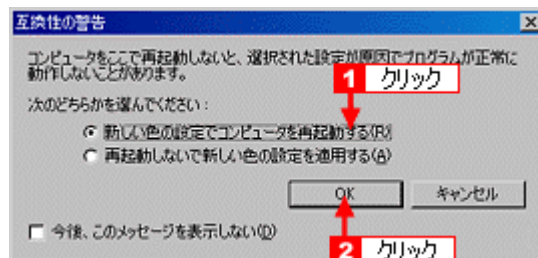 互換性の警告
コンピュータをここで再起動しないと、選択された設定が原因でプログラムが正常に
動作しないことがあります。
1 クリック
次のどちらかを選んでください:
新しい色の設定でコンピュータを再起動する(R)
再起動しないで新しい色の設定を適用する(A)
OK キャンセル
今後、このメッセージを表示しない(D)
2 クリック